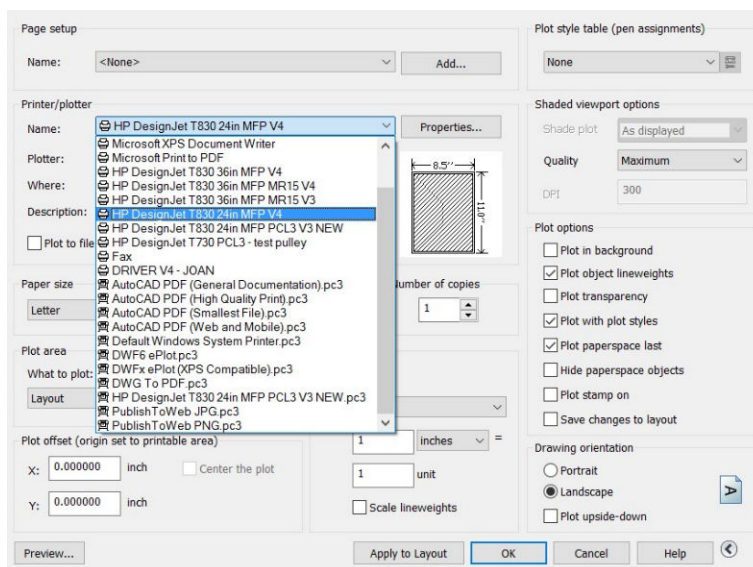 Page setup
Name: <None> Add...
Printer/plotter
Name: HP DesignJet T830 24in MFP V4 Properties...
Plotter:
Where:
Description:
Plot to file
Microsoft XPS Document Writer
Microsoft Print to PDF
HP DesignJet T830 36in MFP V4
HP DesignJet T830 36in MFP MR15 V4
HP DesignJet T830 36in MFP MR15 V3
HP DesignJet T830 24in MFP V4
HP DesignJet T830 24in MFP PCL3 V3 NEW
HP DesignJet T730 PCL3 - test pulley
Fax
DRIVER V4 - JOAN
AutoCAD PDF (General Documentation).pc3
AutoCAD PDF (High Quality Print).pc3
AutoCAD PDF (Smallest File).pc3
AutoCAD PDF (Web and Mobile).pc3
Default Windows System Printer.pc3
DWF6 ePlot.pc3
DWFx ePlot (XPS Compatible).pc3
DWG To PDF.pc3
HP DesignJet T830 24in MFP PCL3 V3 NEW.pc3
PublishToWeb JPG.pc3
PublishToWeb PNG.pc3
8.5''
11.0''
Paper size
Letter
Number of copies
1
Plot area
What to plot:
Layout
1 inches =
1 unit
Scale lineweights
Plot offset (origin set to printable area)
X: 0.000000 inch Center the plot
Y: 0.000000 inch
Plot style table (pen assignments)
None
Shaded viewport options
Shade plot As displayed
Quality Maximum
DPI 300
Plot options
Plot in background
Plot object lineweights
Plot transparency
Plot with plot styles
Plot paperspace last
Hide paperspace objects
Plot stamp on
Save changes to layout
Drawing orientation
Portrait
Landscape
Plot upside-down
A
Preview... Apply to Layout OK Cancel Help